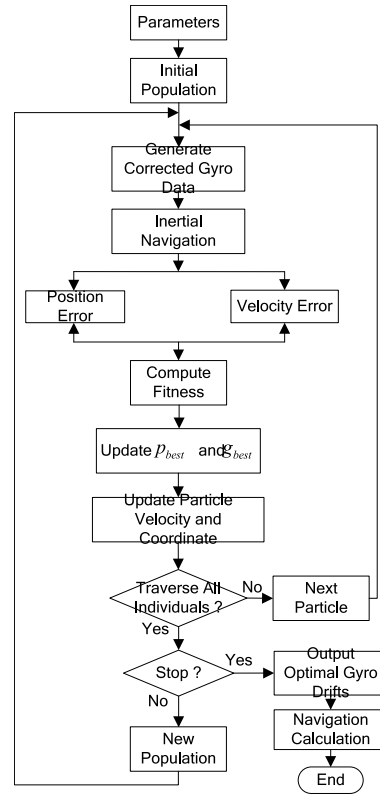 Parameters
Initial
Population
Generate
Corrected Gyro
Data
Inertial
Navigation
Position
Error
Velocity Error
Compute
Fitness
Update p_best and g_best
Update Particle
Velocity and
Coordinate
Traverse All
Individuals ?
No
Next
Particle
Yes
Stop ?
Yes
Output
Optimal Gyro
Drifts
No
New
Population
Navigation
Calculation
End